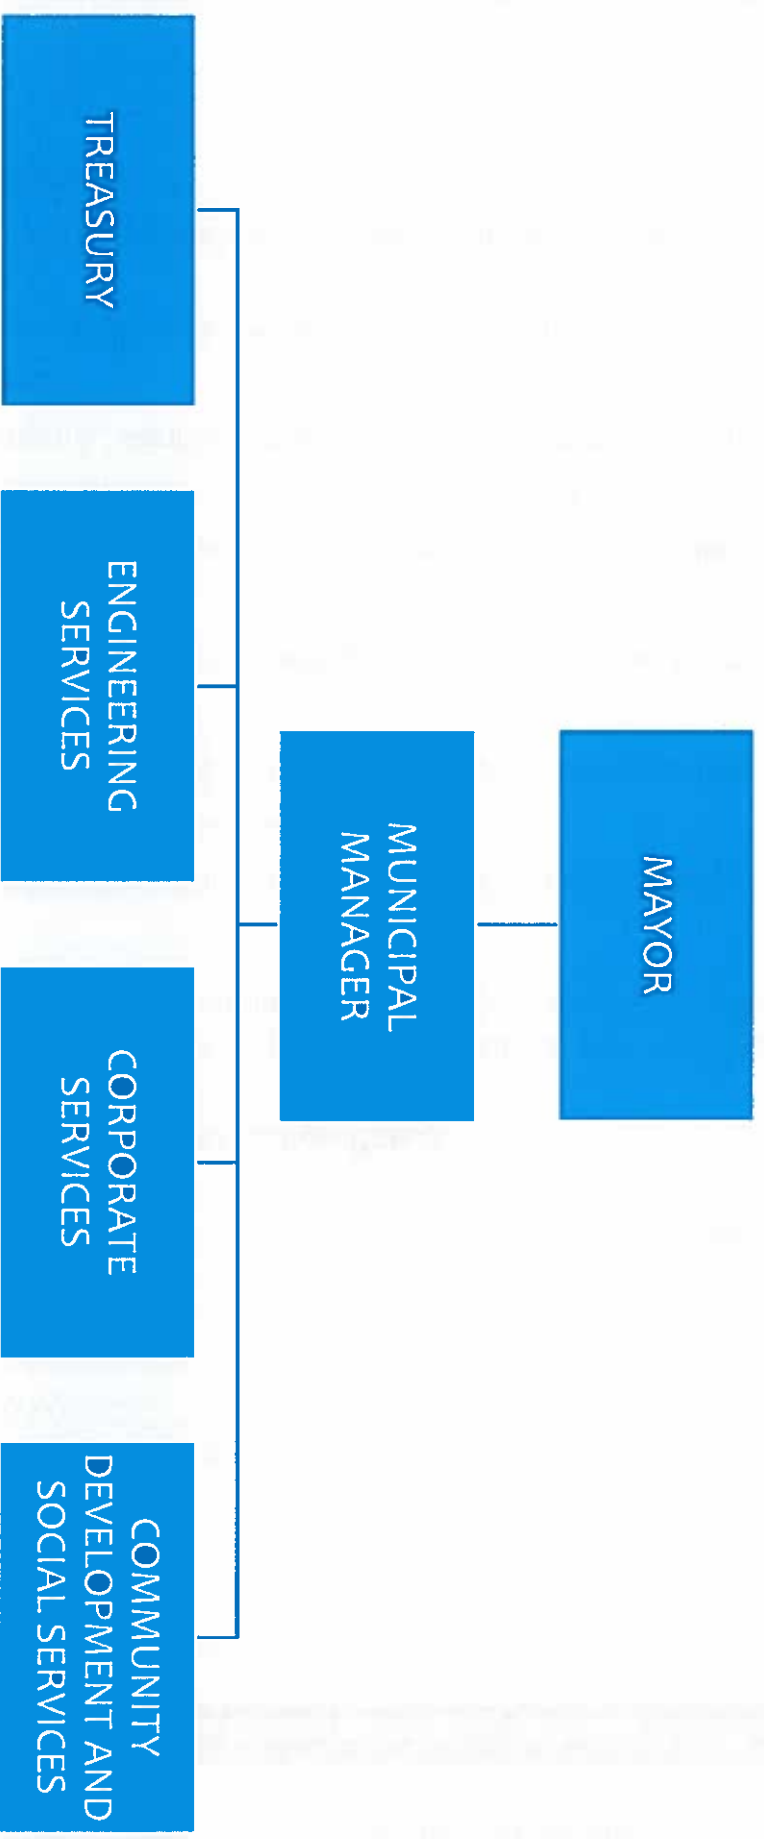 MAYOR
MUNICIPAL
MANAGER
TREASURY
ENGINEERING
SERVICES
CORPORATE
SERVICES
COMMUNITY
DEVELOPMENT AND
SOCIAL SERVICES